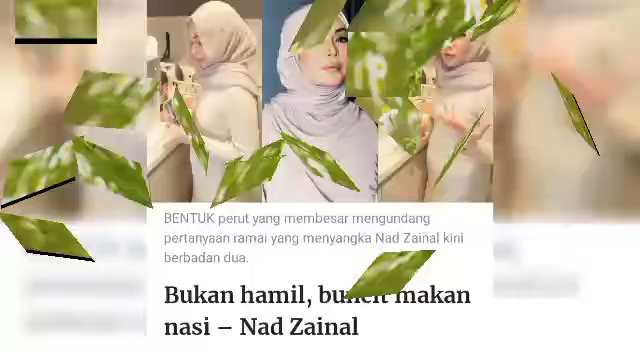 BENTUK perut yang membesar mengundang
pertanyaan ramai yang menyangka Nad Zainal kini
berbadan dua.
Bukan hamil, buncit makan
nasi – Nad Zainal